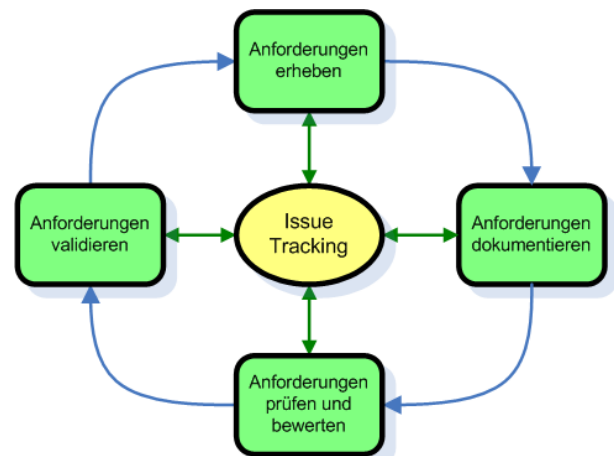 Anforderungen
erheben
Anforderungen
validieren
Issue
Tracking
Anforderungen
dokumentieren
Anforderungen
prüfen und
bewerten